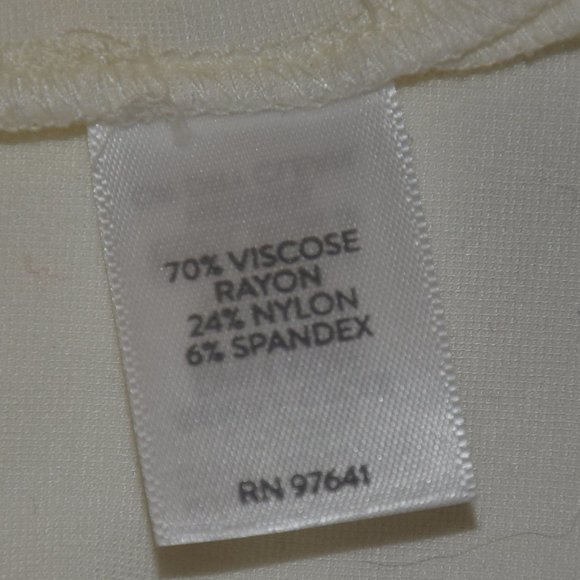 70% VISCOSE
RAYON
24% NYLON
6% SPANDEX
RN 97641